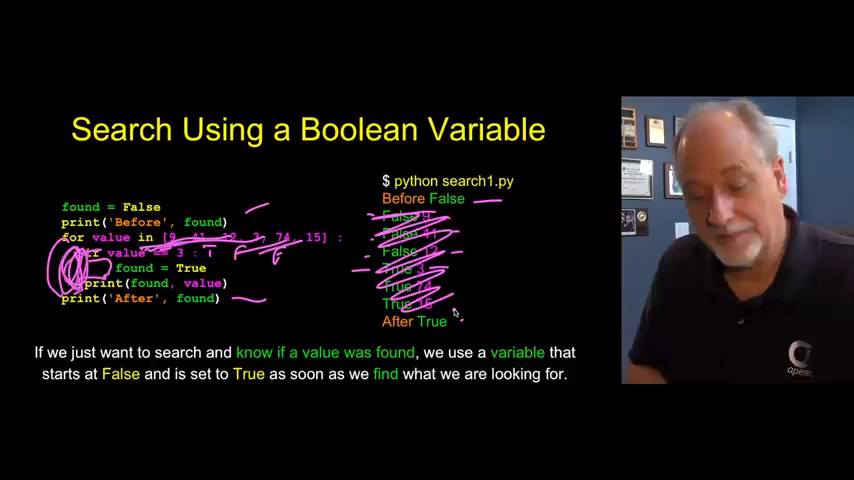 Search Using a Boolean Variable
found = False
print('Before', found)
for value in [9, 41, 12, 3, 74, 15] :
if value == 3 :
found = True
print(found, value)
print('After', found)
$ python search1.py
Before False
False 9
False 41
False 12
True 3
True 74
True 15
After True
If we just want to search and know if a value was found, we use a variable that
starts at False and is set to True as soon as we find what we are looking for.